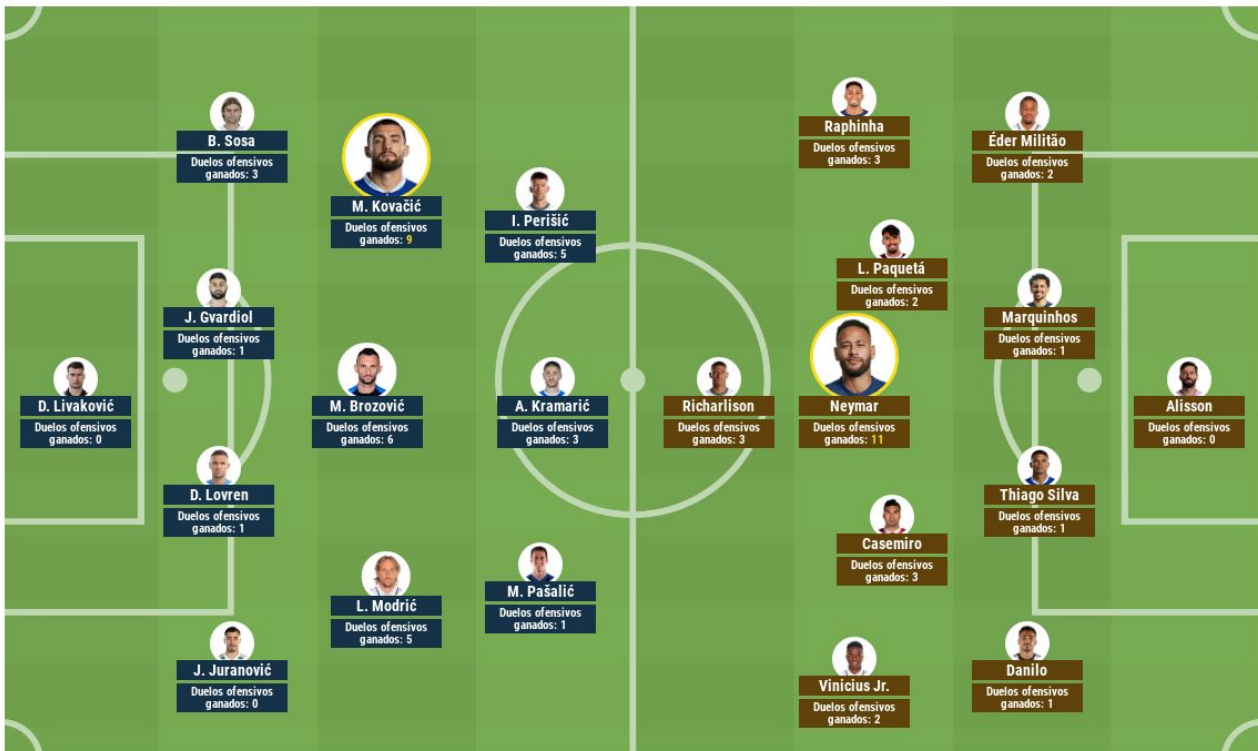 B. Sosa
Duelos ofensivos
ganados: 3
M. Kovačić
Duelos ofensivos
ganados: 9
I. Perišić
Duelos ofensivos
ganados: 5
J. Gvardiol
Duelos ofensivos
ganados: 1
D. Livaković
Duelos ofensivos
ganados: 0
M. Brozović
Duelos ofensivos
ganados: 6
A. Kramarić
Duelos ofensivos
ganados: 3
D. Lovren
Duelos ofensivos
ganados: 1
L. Modrić
Duelos ofensivos
ganados: 5
M. Pašalić
Duelos ofensivos
ganados: 1
J. Juranović
Duelos ofensivos
ganados: 0
Raphinha
Duelos ofensivos
ganados: 3
Éder Militão
Duelos ofensivos
ganados: 2
L. Paquetá
Duelos ofensivos
ganados: 2
Marquinhos
Duelos ofensivos
ganados: 1
Richarlison
Duelos ofensivos
ganados: 3
Neymar
Duelos ofensivos
ganados: 11
Alisson
Duelos ofensivos
ganados: 0
Thiago Silva
Duelos ofensivos
ganados: 1
Casemiro
Duelos ofensivos
ganados: 3
Vinicius Jr.
Duelos ofensivos
ganados: 2
Danilo
Duelos ofensivos
ganados: 1